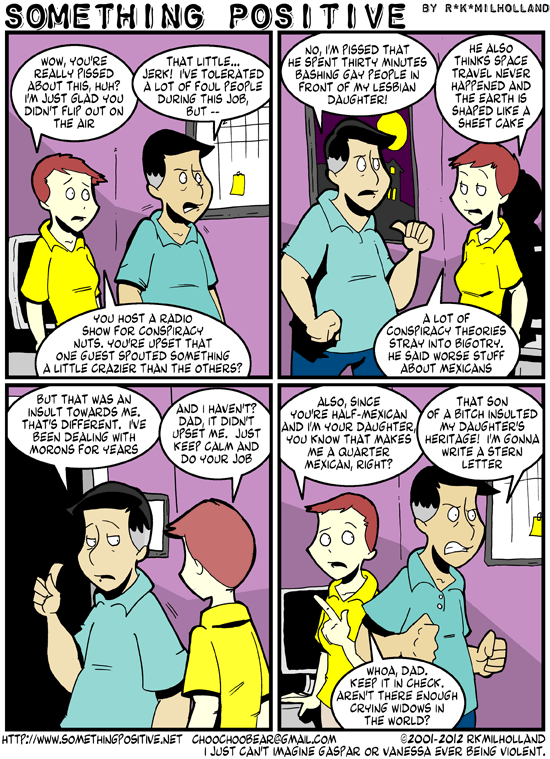 SOMETHING POSITIVE BY R*K*MILHOLLAND
WOW, YOU'RE
REALLY PISSED
ABOUT THIS, HUH?
I'M JUST GLAD YOU
DIDN'T FLIP OUT ON
THE AIR
THAT LITTLE...
JERK! I'VE TOLERATED
A LOT OF FOUL PEOPLE
DURING THIS JOB,
BUT --
YOU HOST A RADIO
SHOW FOR CONSPIRACY
NUTS. YOU'RE UPSET THAT
ONE GUEST SPOUTED SOMETHING
A LITTLE CRAZIER THAN THE OTHERS?
NO, I'M PISSED THAT
HE SPENT THIRTY MINUTES
BASHING GAY PEOPLE IN
FRONT OF MY LESBIAN
DAUGHTER!
HE ALSO
THINKS SPACE
TRAVEL NEVER
HAPPENED AND
THE EARTH IS
SHAPED LIKE A
SHEET CAKE
A LOT OF
CONSPIRACY THEORIES
STRAY INTO BIGOTRY.
HE SAID WORSE STUFF
ABOUT MEXICANS
BUT THAT WAS AN
INSULT TOWARDS ME.
THAT'S DIFFERENT. I'VE
BEEN DEALING WITH
MORONS FOR YEARS
AND I HAVEN'T?
DAD, IT DIDN'T
UPSET ME. JUST
KEEP CALM AND
DO YOUR JOB
ALSO, SINCE
YOU'RE HALF-MEXICAN
AND I'M YOUR DAUGHTER,
YOU KNOW THAT MAKES
ME A QUARTER
MEXICAN, RIGHT?
THAT SON
OF A BITCH INSULTED
MY DAUGHTER'S
HERITAGE! I'M GONNA
WRITE A STERN
LETTER
WHOA, DAD.
KEEP IT IN CHECK.
AREN'T THERE ENOUGH
CRYING WIDOWS IN
THE WORLD?
HTTP://WWW.SOMETHINGPOSITIVE.NET CHOOCHOOBEAR@GMAIL.COM ©2001-2012 RKMILHOLLAND
I JUST CAN'T IMAGINE GASPAR OR VANESSA EVER BEING VIOLENT.